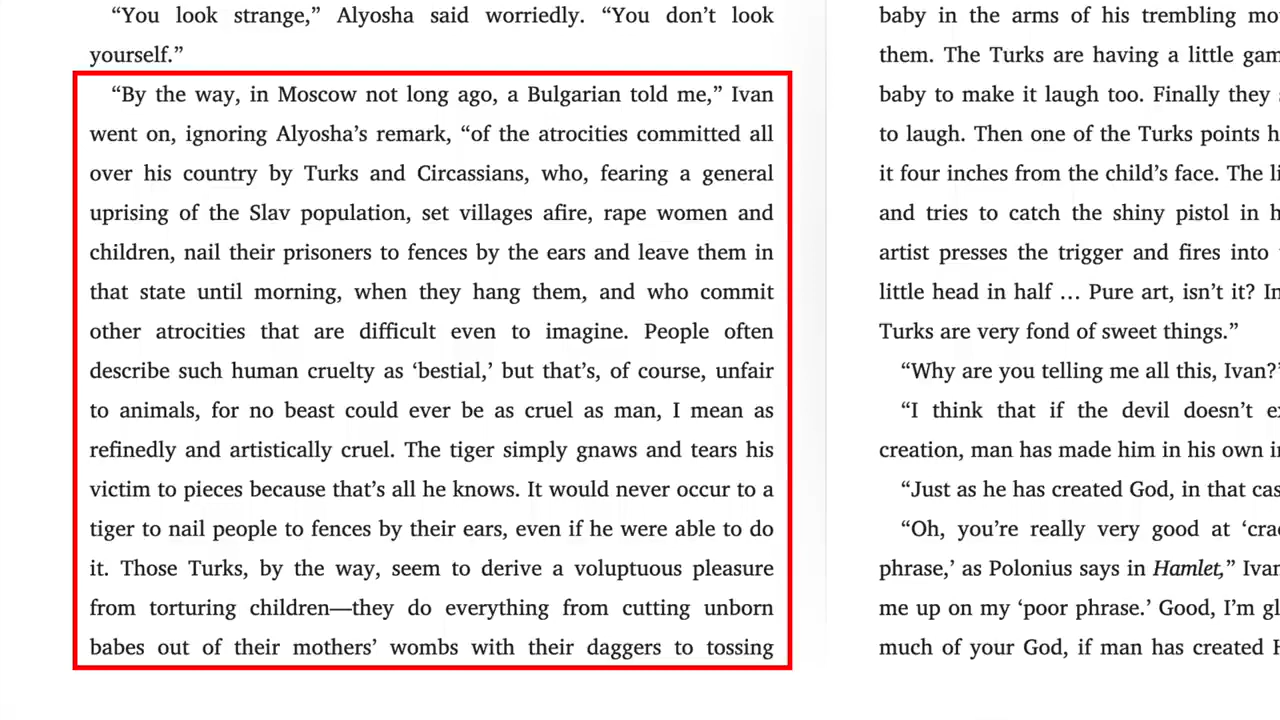 “You look strange,” Alyosha said worriedly. “You don’t look
yourself.”
“By the way, in Moscow not long ago, a Bulgarian told me,” Ivan
went on, ignoring Alyosha’s remark, “of the atrocities committed all
over his country by Turks and Circassians, who, fearing a general
uprising of the Slav population, set villages afire, rape women and
children, nail their prisoners to fences by the ears and leave them in
that state until morning, when they hang them, and who commit
other atrocities that are difficult even to imagine. People often
describe such human cruelty as ‘bestial,’ but that’s, of course, unfair
to animals, for no beast could ever be as cruel as man, I mean as
refinedly and artistically cruel. The tiger simply gnaws and tears his
victim to pieces because that’s all he knows. It would never occur to a
tiger to nail people to fences by their ears, even if he were able to do
it. Those Turks, by the way, seem to derive a voluptuous pleasure
from torturing children—they do everything from cutting unborn
babes out of their mothers’ wombs with their daggers to tossing
baby in the arms of his trembling
them. The Turks are having a little
baby to make it laugh too. Finally they
to laugh. Then one of the Turks points
it four inches from the child’s face. The
and tries to catch the shiny pistol in
artist presses the trigger and fires into
little head in half … Pure art, isn’t it?
Turks are very fond of sweet things.”
“Why are you telling me all this, Ivan?
“I think that if the devil doesn’t
creation, man has made him in his own
“Just as he has created God, in that
“Oh, you’re really very good at
phrase,’ as Polonius says in Hamlet,” Ivan
me up on my ‘poor phrase.’ Good, I’m
much of your God, if man has created